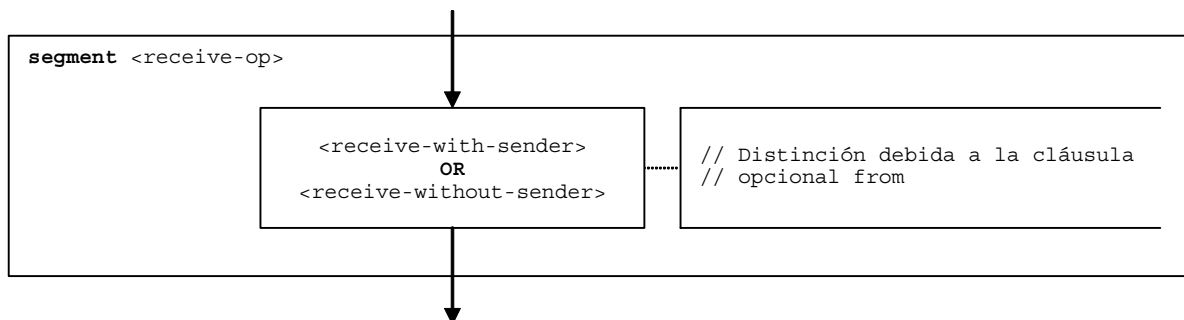 segment <receive-op>
<receive-with-sender>
OR
<receive-without-sender>
// Distinción debida a la cláusula
// opcional from